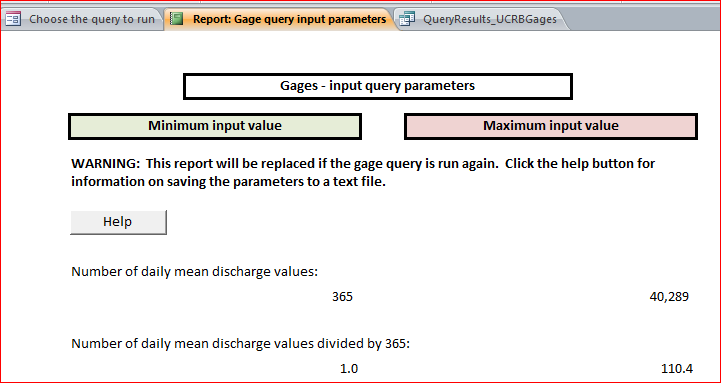 Choose the query to run
Report: Gage query input parameters
QueryResults_UCRBGages
Gages - input query parameters
Minimum input value
Maximum input value
WARNING:  This report will be replaced if the gage query is run again.  Click the help button for
information on saving the parameters to a text file.
Help
Number of daily mean discharge values:
365
40,289
Number of daily mean discharge values divided by 365:
1.0
110.4